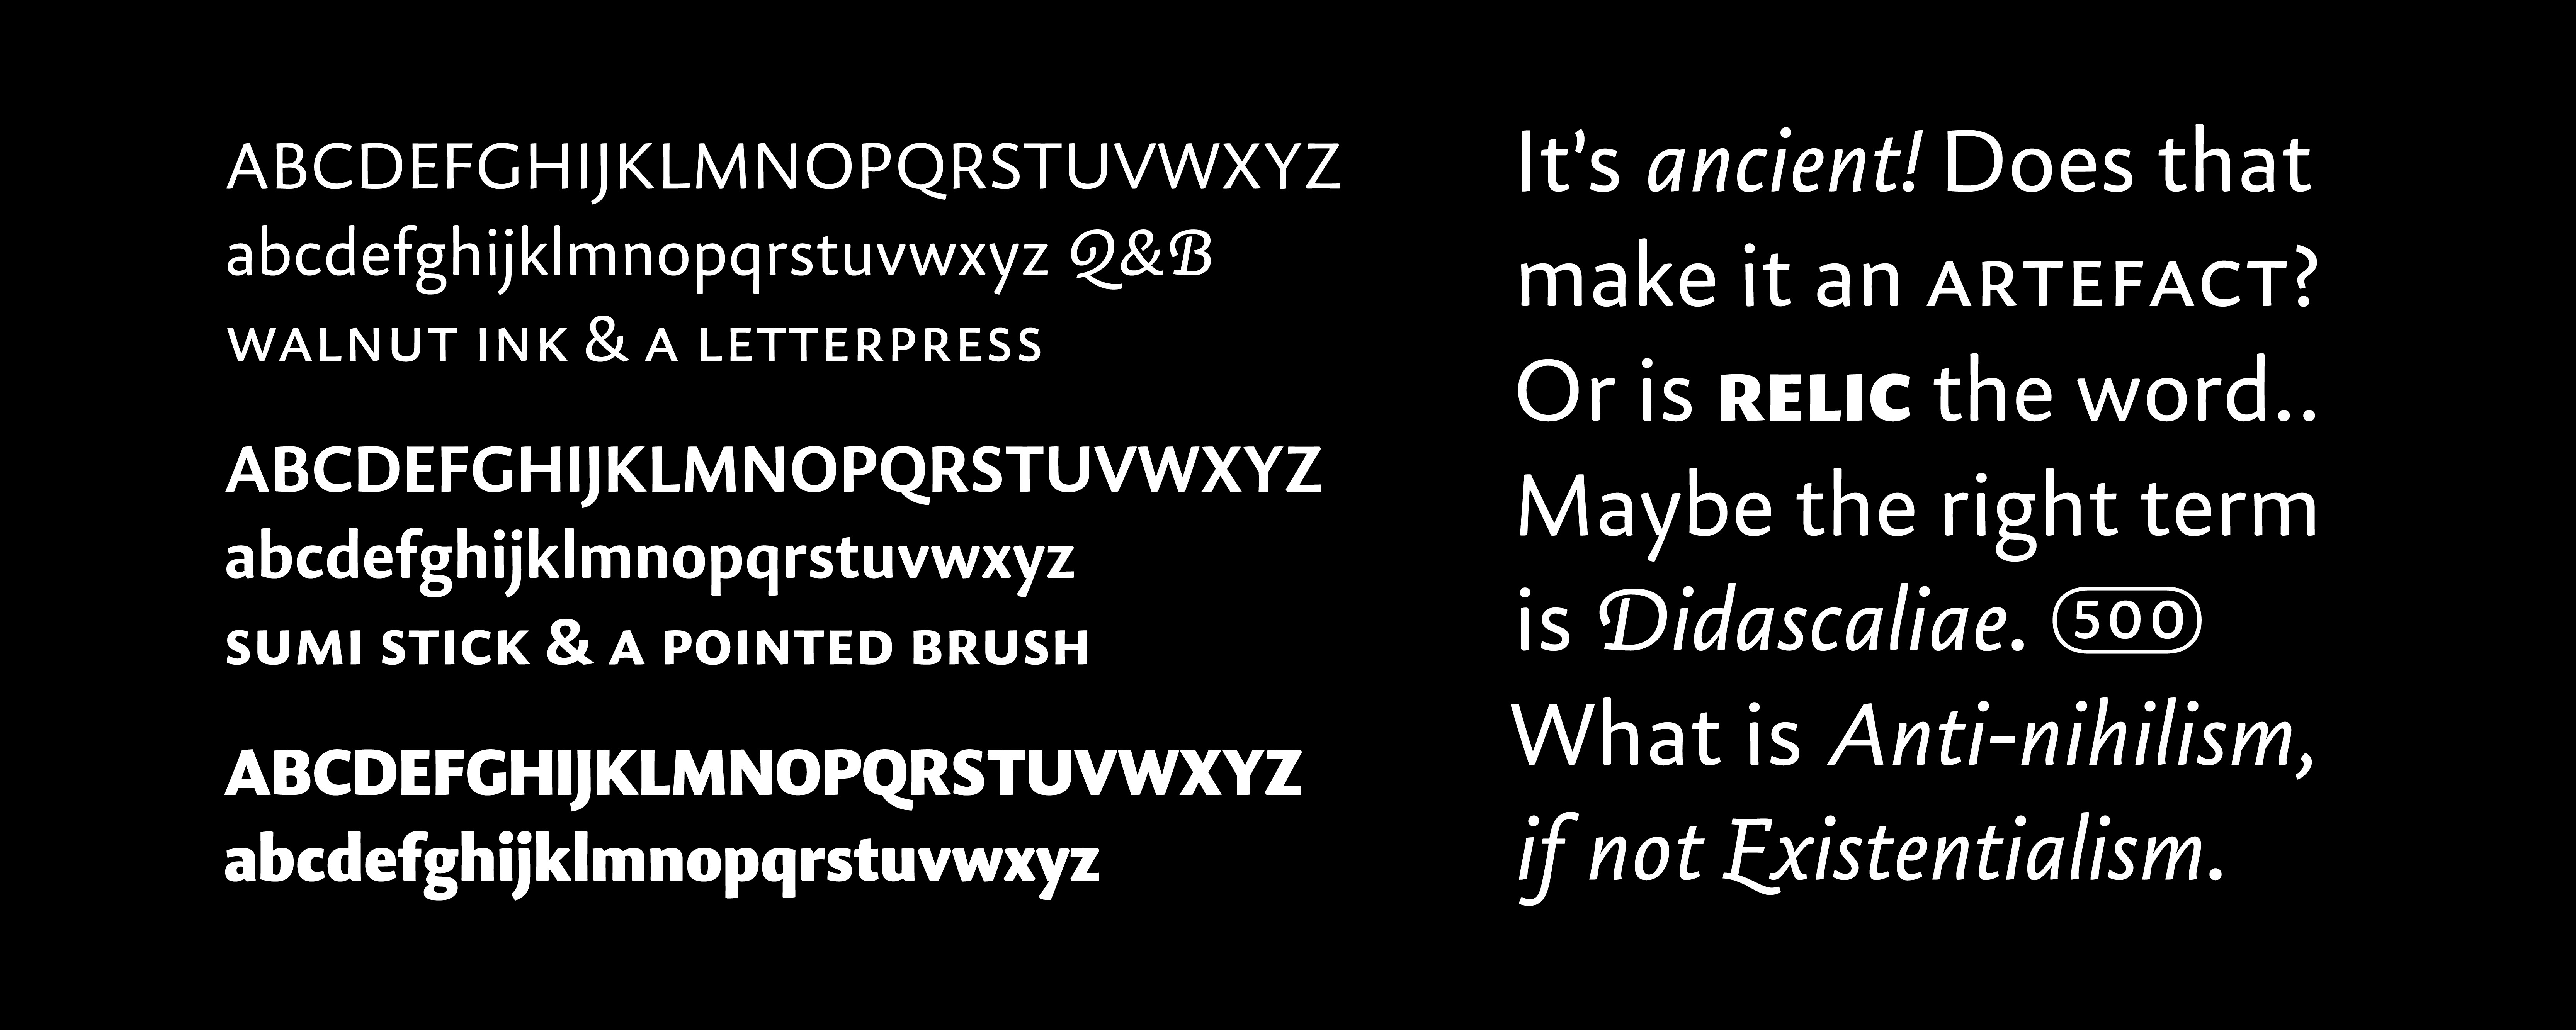 ABCDEFGHIJKLMNOPQRSTUVWXYZ
abcdefghijklmnopqrstuvwxyz Q&B
WALNUT INK & A LETTERPRESS
ABCDEFGHIJKLMNOPQRSTUVWXYZ
abcdefghijklmnopqrstuvwxyz
SUMI STICK & A POINTED BRUSH
ABCDEFGHIJKLMNOPQRSTUVWXYZ
abcdefghijklmnopqrstuvwxyz
It’s ancient! Does that
make it an ARTEFACT?
Or is RELIC the word..
Maybe the right term
is Didascaliae. 500
What is Anti-nihilism,
if not Existentialism.